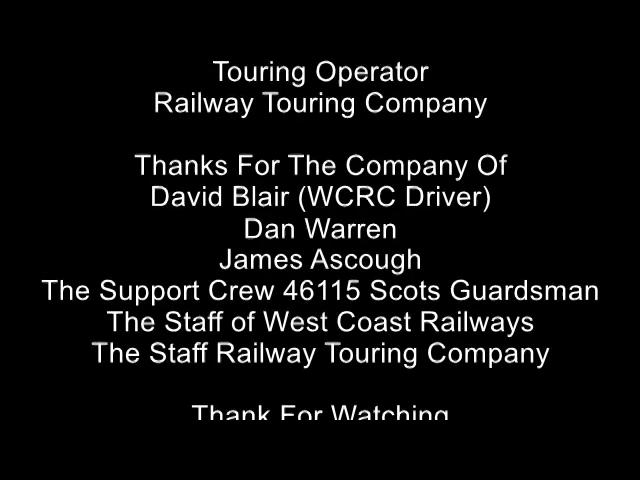 Touring Operator
Railway Touring Company
Thanks For The Company Of
David Blair (WCRC Driver)
Dan Warren
James Ascough
The Support Crew 46115 Scots Guardsman
The Staff of West Coast Railways
The Staff Railway Touring Company
Thank For Watching